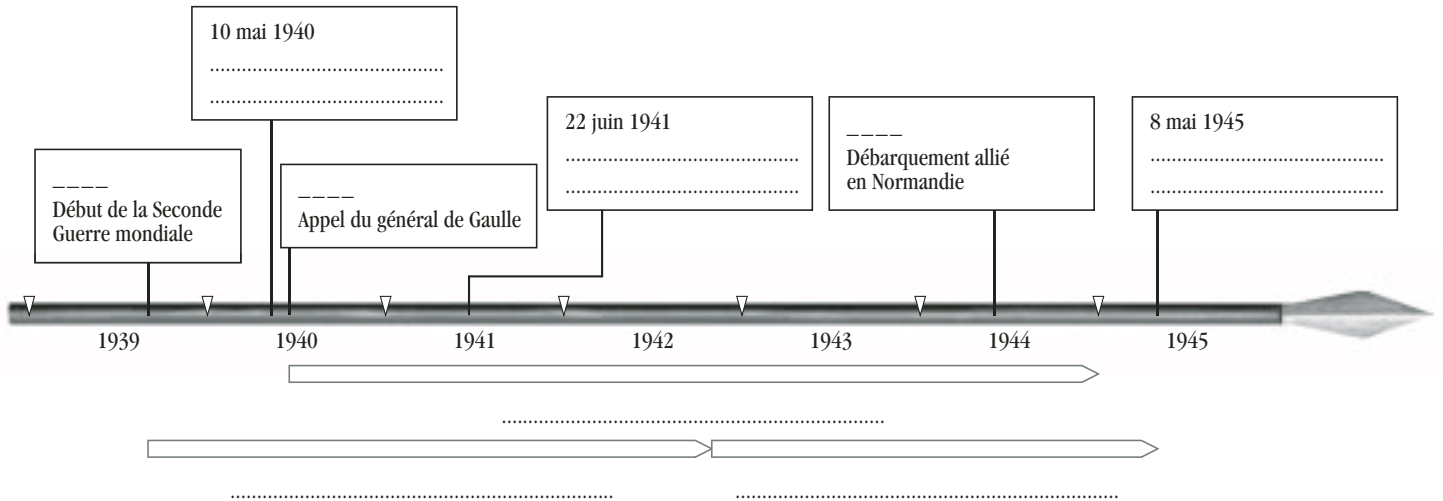 10 mai 1940
........................................................
........................................................
22 juin 1941
........................................................
........................................................
_ _ _ _
Débarquement allié
en Normandie
8 mai 1945
........................................................
........................................................
_ _ _ _
Début de la Seconde
Guerre mondiale
_ _ _ _
Appel du général de Gaulle
1939
1940
1941
1942
1943
1944
1945